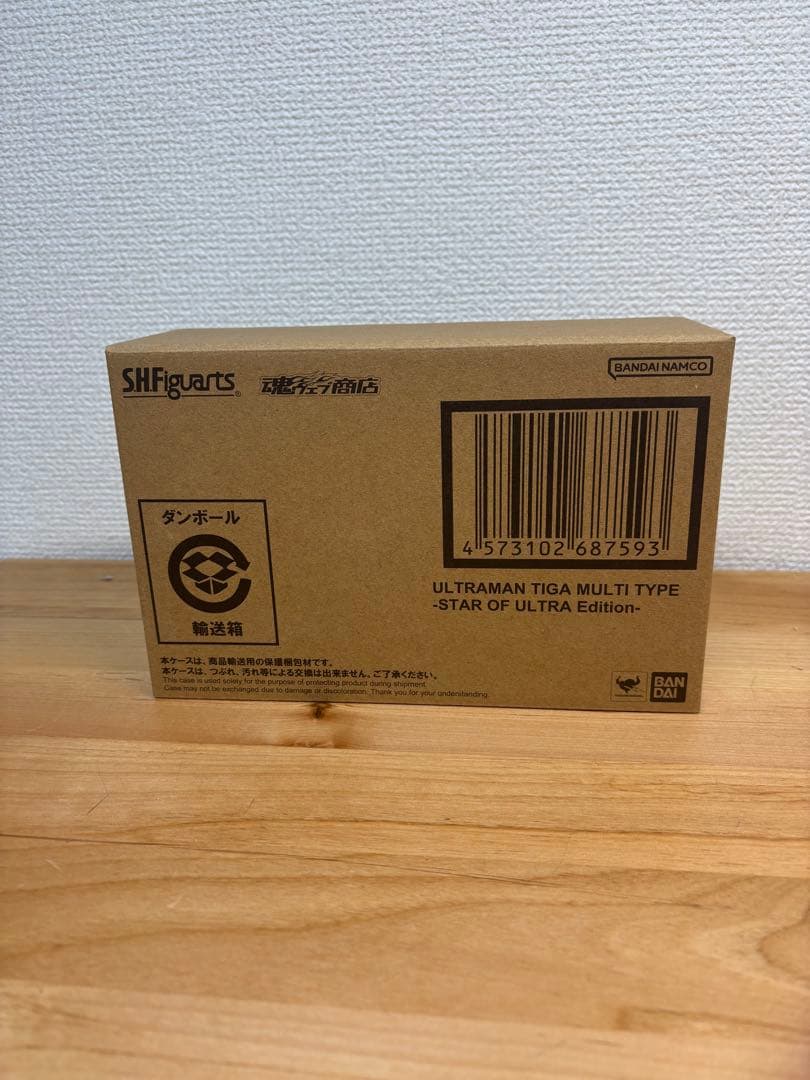 S.H.Figuarts®
魂ウェブ商店
BANDAI NAMCO
4 573102 687593
ULTRAMAN TIGA MULTI TYPE
-STAR OF ULTRA Edition-
ダンボール
輸送箱
本ケースは、商品輸送用の保護梱包材です。
本ケースは、つぶれ、汚れ等による交換は出来ません。ご了承ください。
This case is used solely for the purpose of protecting product during shipment.
Case may not be exchanged due to damage or discoloration. Thank you for your understanding.
BAN
DAI